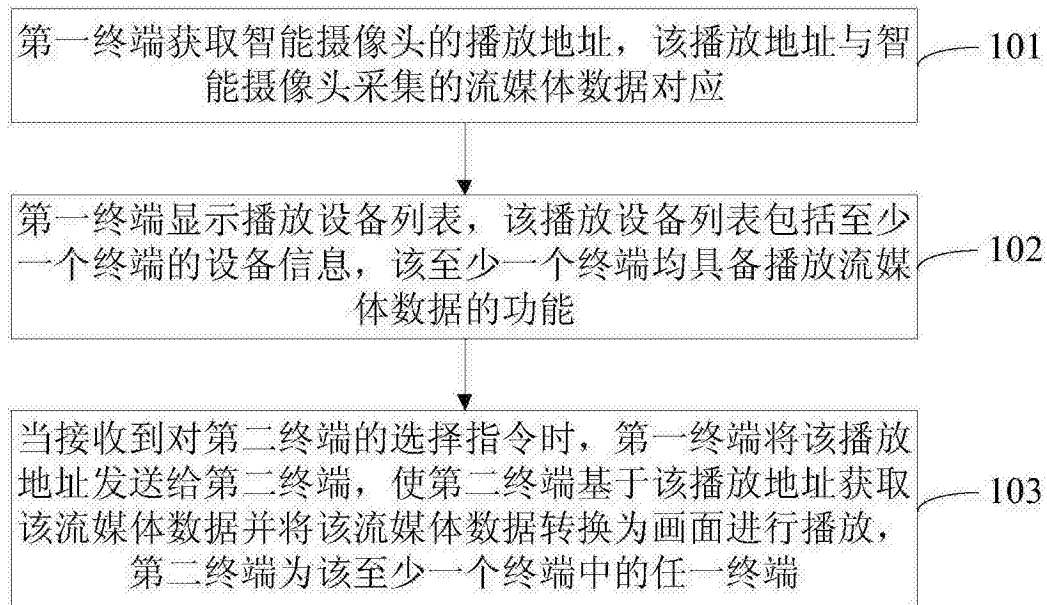 第一终端获取智能摄像头的播放地址，该播放地址与智
能摄像头采集的流媒体数据对应
101
第一终端显示播放设备列表，该播放设备列表包括至少
一个终端的设备信息，该至少一个终端均具备播放流媒
体数据的功能
102
当接收到对第二终端的选择指令时，第一终端将该播放
地址发送给第二终端，使第二终端基于该播放地址获取
该流媒体数据并将该流媒体数据转换为画面进行播放，
第二终端为该至少一个终端中的任一终端
103